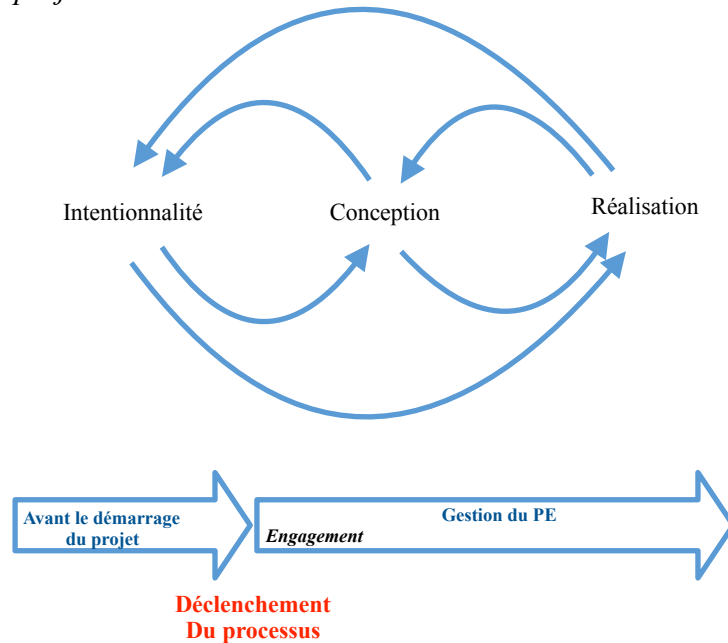 Intentionnalité
Conception
Réalisation
Avant le démarrage
du projet
Gestion du PE
Engagement
Déclenchement
Du processus